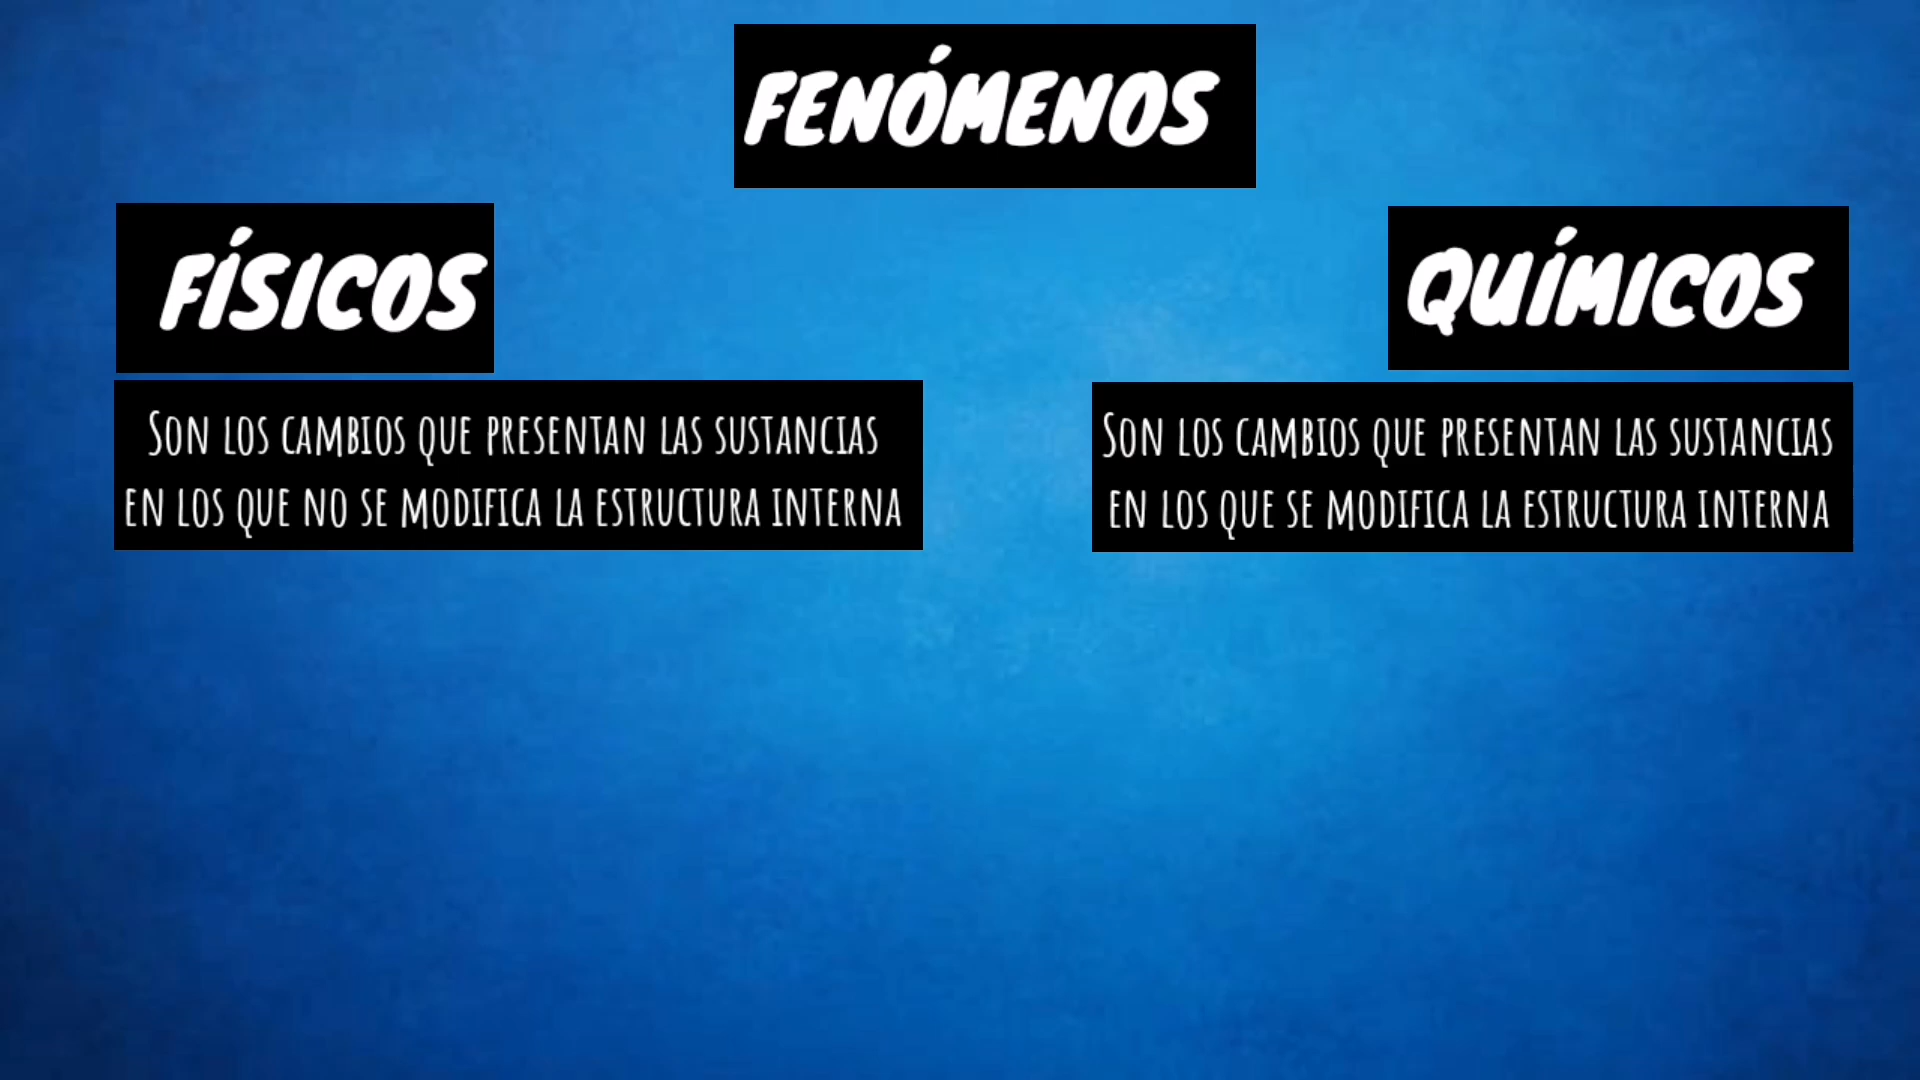 FENÓMENOS
FÍSICOS
Son los cambios que presentan las sustancias
en los que no se modifica la estructura interna
QUÍMICOS
Son los cambios que presentan las sustancias
en los que se modifica la estructura interna